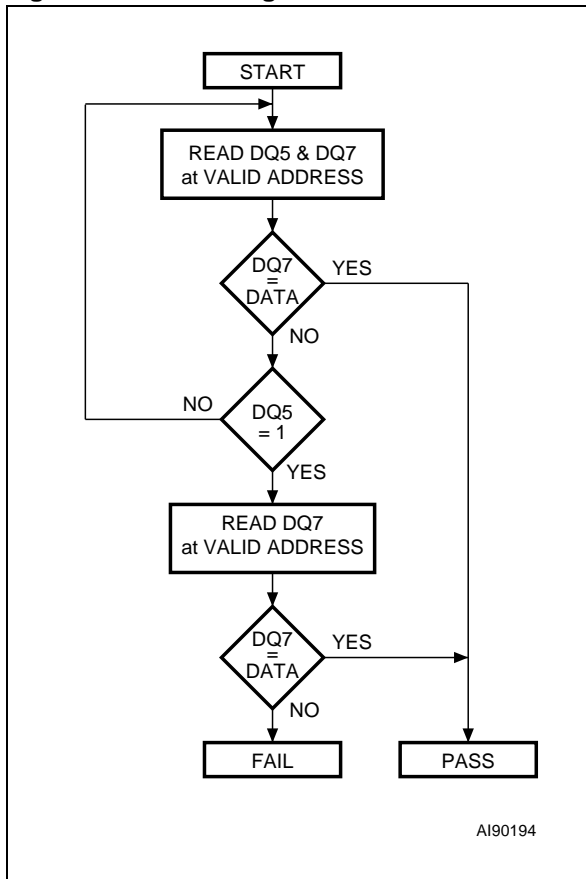 START
READ DQ5 & DQ7
at VALID ADDRESS
DQ7
=
DATA
YES
NO
NO
DQ5
= 1
YES
READ DQ7
at VALID ADDRESS
DQ7
=
DATA
YES
NO
FAIL
PASS
AI90194